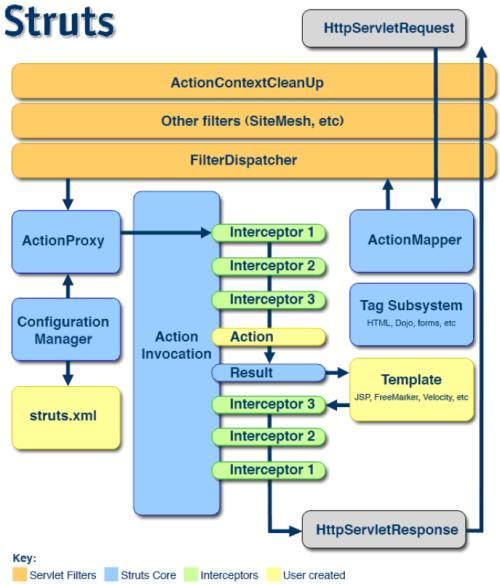 Struts
HttpServletRequest
ActionContextCleanUp
Other filters (SiteMesh, etc)
FilterDispatcher
ActionProxy
Interceptor 1
ActionMapper
Interceptor 2
Interceptor 3
Tag Subsystem
HTML, Dojo, forms, etc
Configuration
Manager
Action
Invocation
Action
Result
Template
JSP, FreeMarker, Velocity, etc
struts.xml
Interceptor 3
Interceptor 2
Interceptor 1
HttpServletResponse
Key:
Servlet Filters
Struts Core
Interceptors
User created